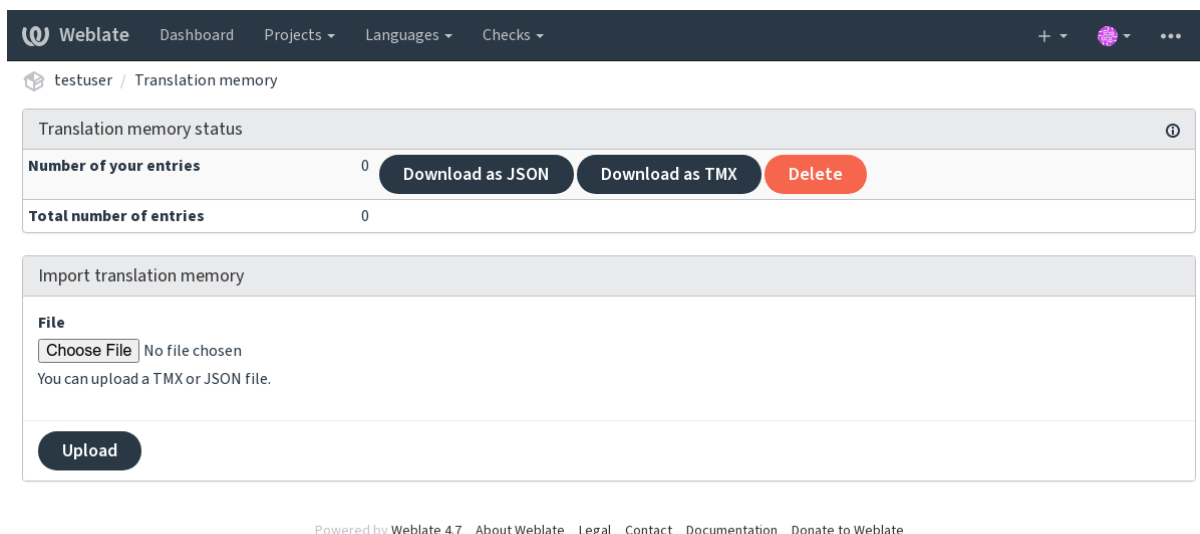 Weblate Dashboard Projects Languages Checks + •••
testuser / Translation memory
Translation memory status
Number of your entries 0 Download as JSON Download as TMX Delete
Total number of entries 0
Import translation memory
File
Choose File No file chosen
You can upload a TMX or JSON file.
Upload
Powered by Weblate 4.7 About Weblate Legal Contact Documentation Donate to Weblate